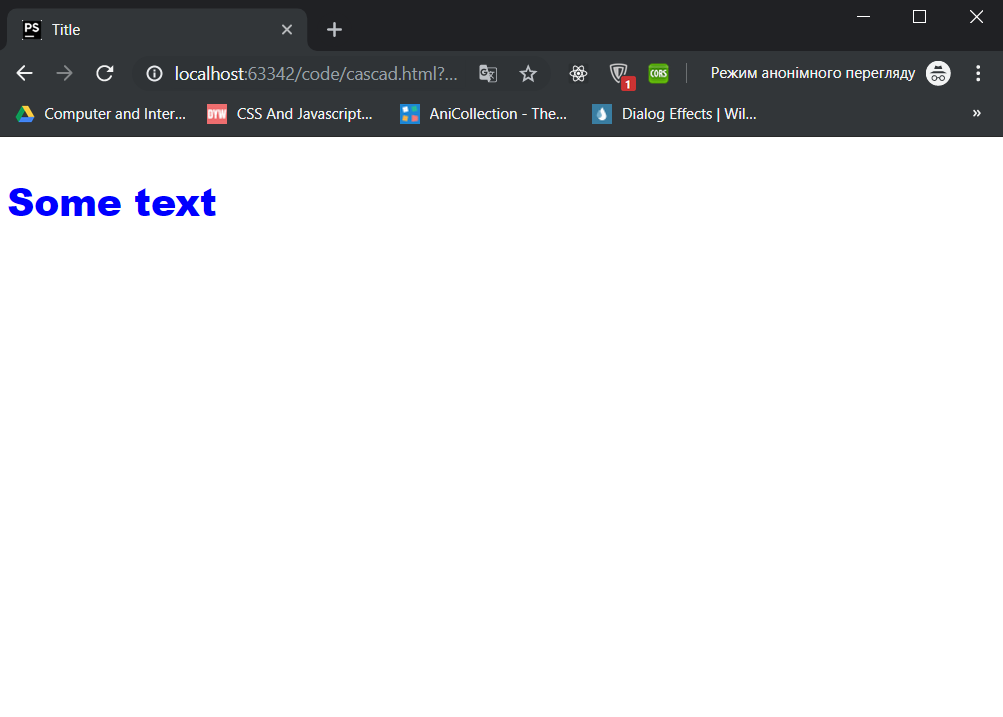 PS Title
localhost:63342/code/cascad.html?... 1 CORS Режим анонімного перегляду
Computer and Inter... DYW CSS And Javascript... AniCollection - The... Dialog Effects | Wil... »
Some text